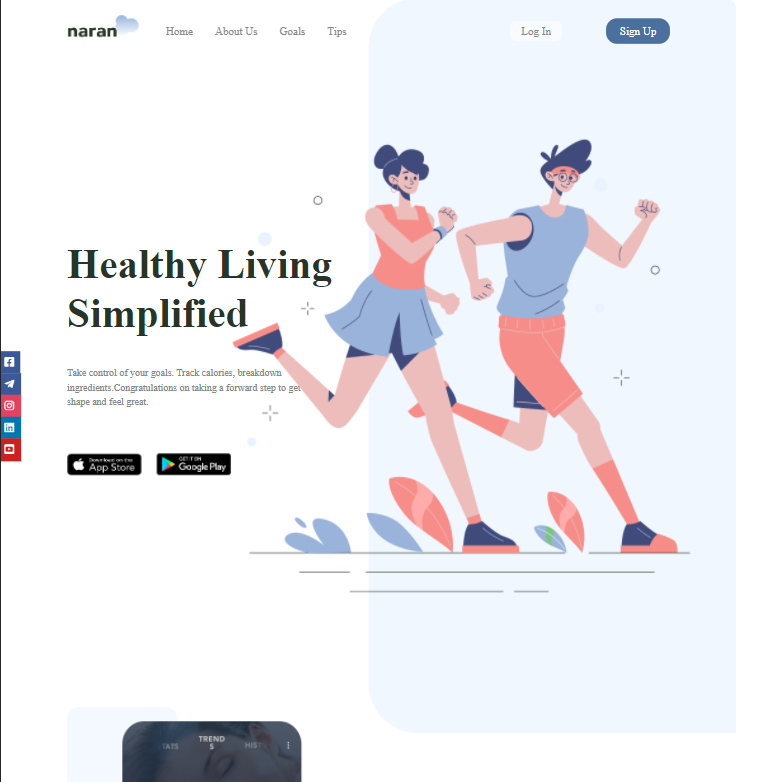 naran
Home
About Us
Goals
Tips
Log In
Sign Up
Healthy Living
Simplified
Take control of your goals. Track calories, breakdown
ingredients.Congratulations on taking a forward step to get
shape and feel great.
Download on the
App Store
GET IT ON
Google Play
TATS
TREND
S
HIST